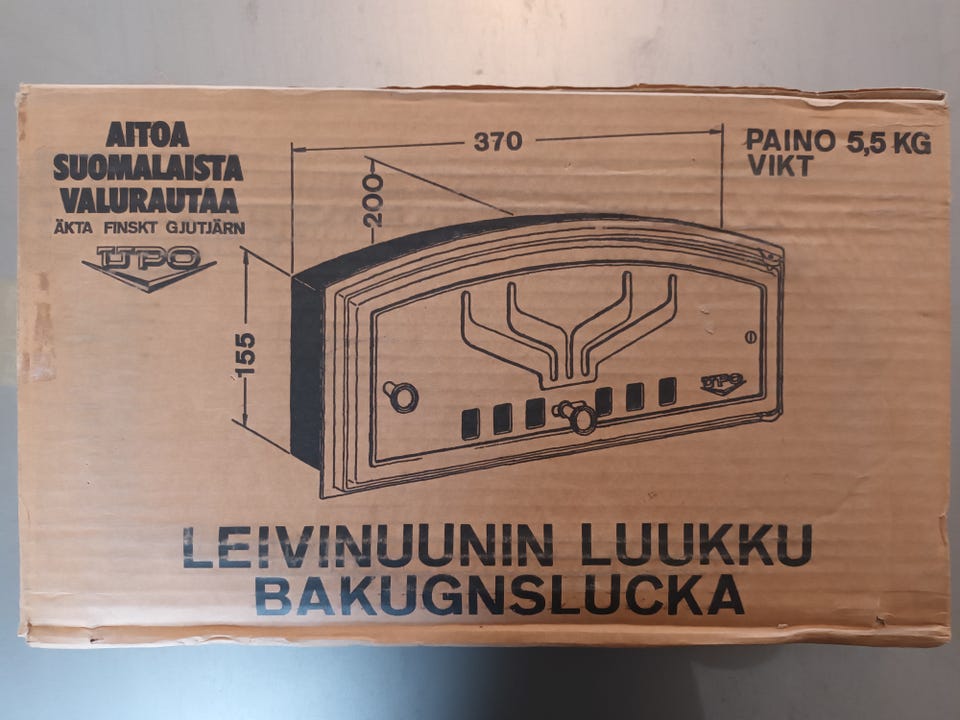 AITOA
SUOMALAISTA
VALURAUTAA
ÄKTA FINSKT GJUTJÄRN
UPO
370
200
155
PAINO 5,5 KG
VIKT
UPO
LEIVINUUNIN LUUKKU
BAKUGNSLUCKA